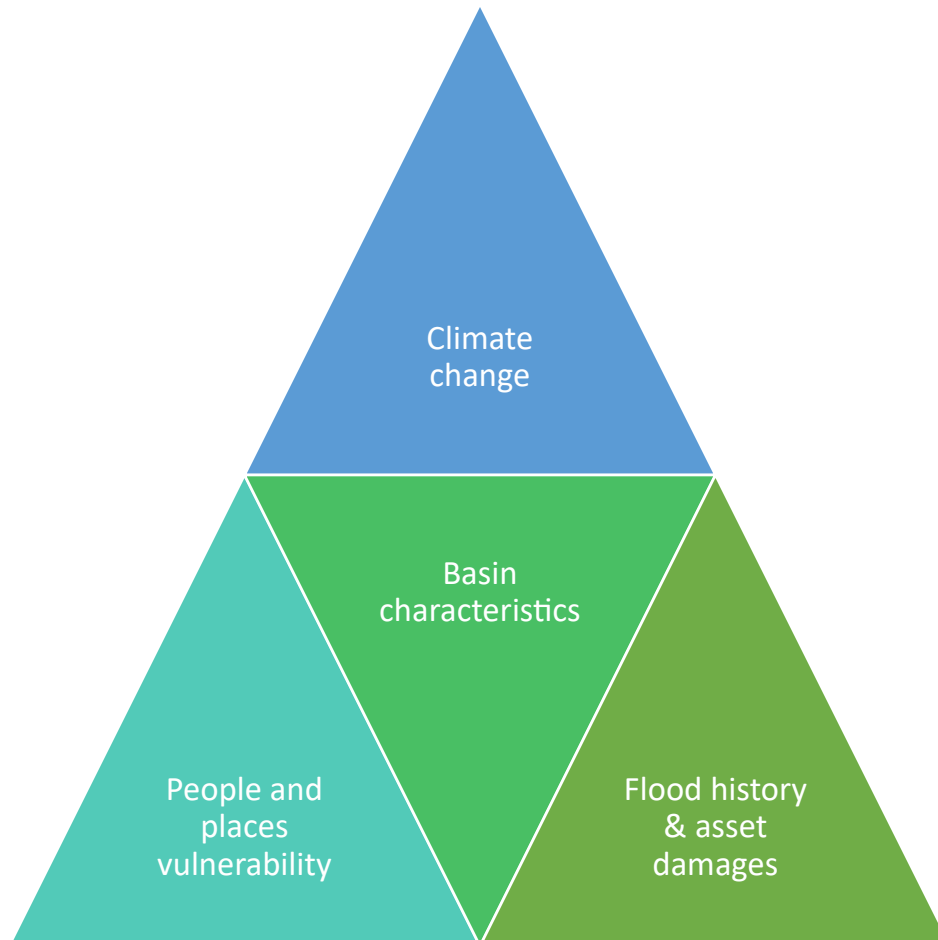 Climate
change
Basin
characteristics
People and
places
vulnerability
Flood history
& asset
damages